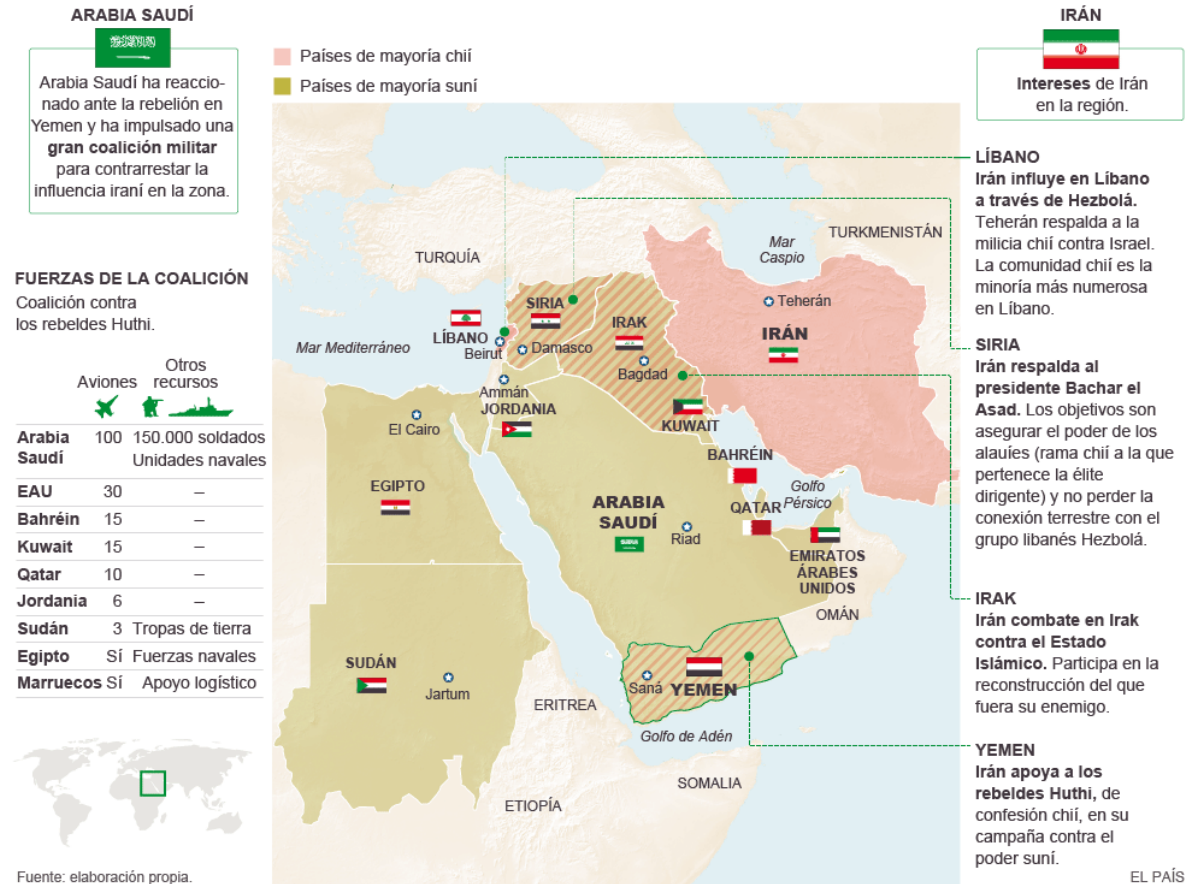 ARABIA SAUDÍ
Arabia Saudí ha reaccio-
nado ante la rebelión en
Yemen y ha impulsado una
gran coalición militar
para contrarrestar la
influencia iraní en la zona.
Países de mayoría chií
Países de mayoría suní
IRÁN
Intereses de Irán
en la región.
FUERZAS DE LA COALICIÓN
Coalición contra
los rebeldes Huthi.
Aviones
Otros
recursos
Arabia
Saudí
100 150.000 soldados
Unidades navales
EAU 30 –
Bahréin 15 –
Kuwait 15 –
Qatar 10 –
Jordania 6 –
Sudán 3 Tropas de tierra
Egipto Sí Fuerzas navales
Marruecos Sí Apoyo logístico
TURQUÍA
Mar
Caspio
TURKMENISTÁN
Teherán
IRÁN
SIRIA
IRAK
LÍBANO
Beirut
Damasco
Bagdad
Mar Mediterráneo
Ammán
JORDANIA
KUWAIT
El Cairo
EGIPTO
BAHRÉIN
Golfo
Pérsico
QATAR
ARABIA
SAUDÍ
Riad
EMIRATOS
ÁRABES
UNIDOS
OMÁN
SUDÁN
Jartum
Saná
YEMEN
ERITREA
Golfo de Adén
SOMALIA
ETIOPÍA
LÍBANO
Irán influye en Líbano
a través de Hezbolá.
Teherán respalda a la
milicia chií contra Israel.
La comunidad chií es la
minoría más numerosa
en Líbano.
SIRIA
Irán respalda al
presidente Bachar el
Asad. Los objetivos son
asegurar el poder de los
alauíes (rama chií a la que
pertenece la élite
dirigente) y no perder la
conexión terrestre con el
grupo libanés Hezbolá.
IRAK
Irán combate en Irak
contra el Estado
Islámico. Participa en la
reconstrucción del que
fuera su enemigo.
YEMEN
Irán apoya a los
rebeldes Huthi, de
confesión chií, en su
campaña contra el
poder suní.
Fuente: elaboración propia.
EL PAÍS